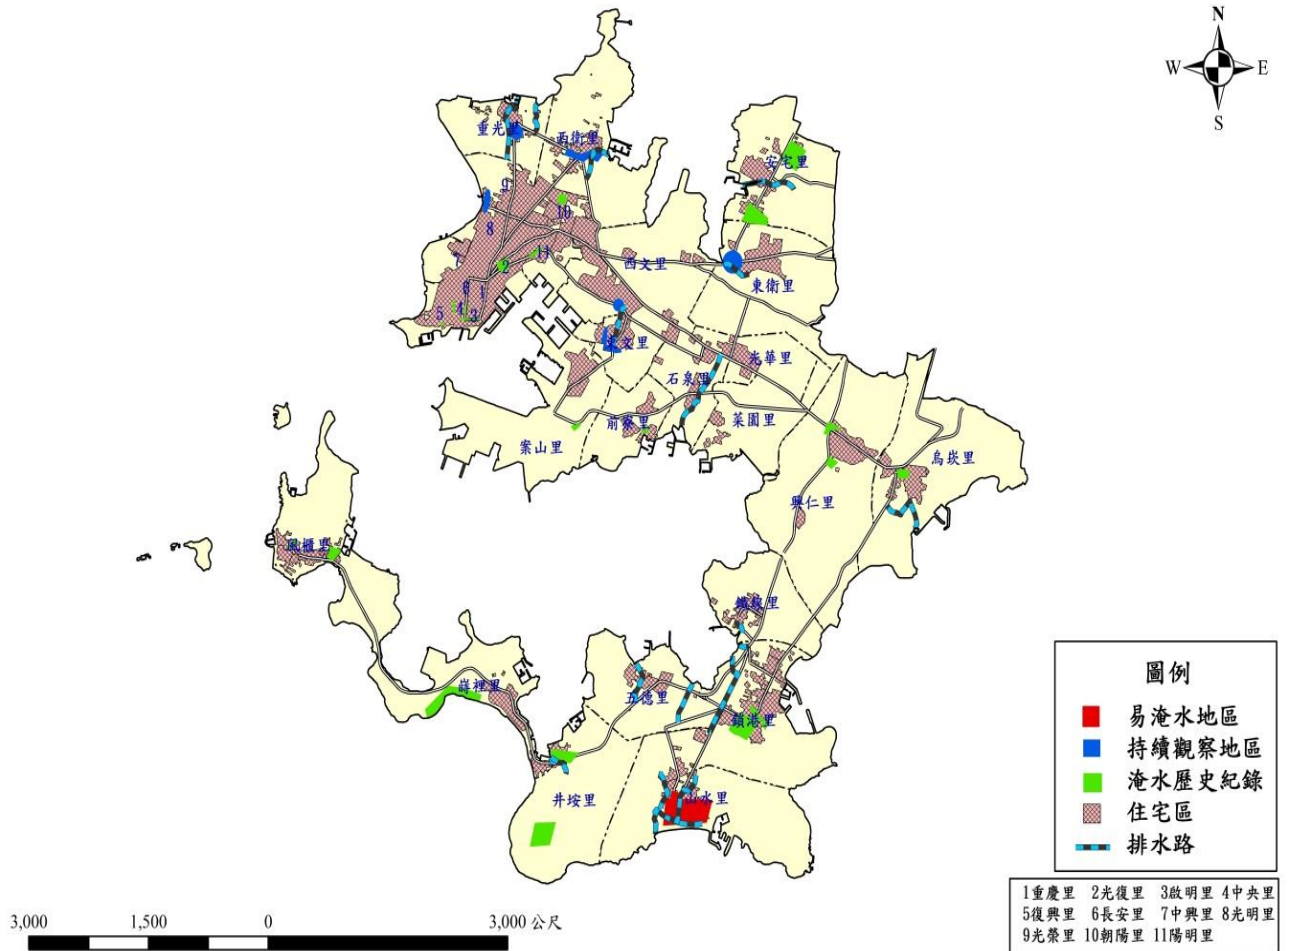 N
W E
S
重光里
西衛里
安宅里
9
10
8
7
11
2
西文里
東衛里
6
1
4
5
3
東文里
光華里
石泉里
前寮里
菜園里
案山里
烏崁里
興仁里
風櫃里
鐵線里
嵵裡里
五德里
鎖港里
井垵里
山水里
圖例
易淹水地區
持續觀察地區
淹水歷史紀錄
住宅區
排水路
1重慶里 2光復里 3啟明里 4中央里
5復興里 6長安里 7中興里 8光明里
9光榮里 10朝陽里 11陽明里
3,000 1,500 0 3,000 公尺